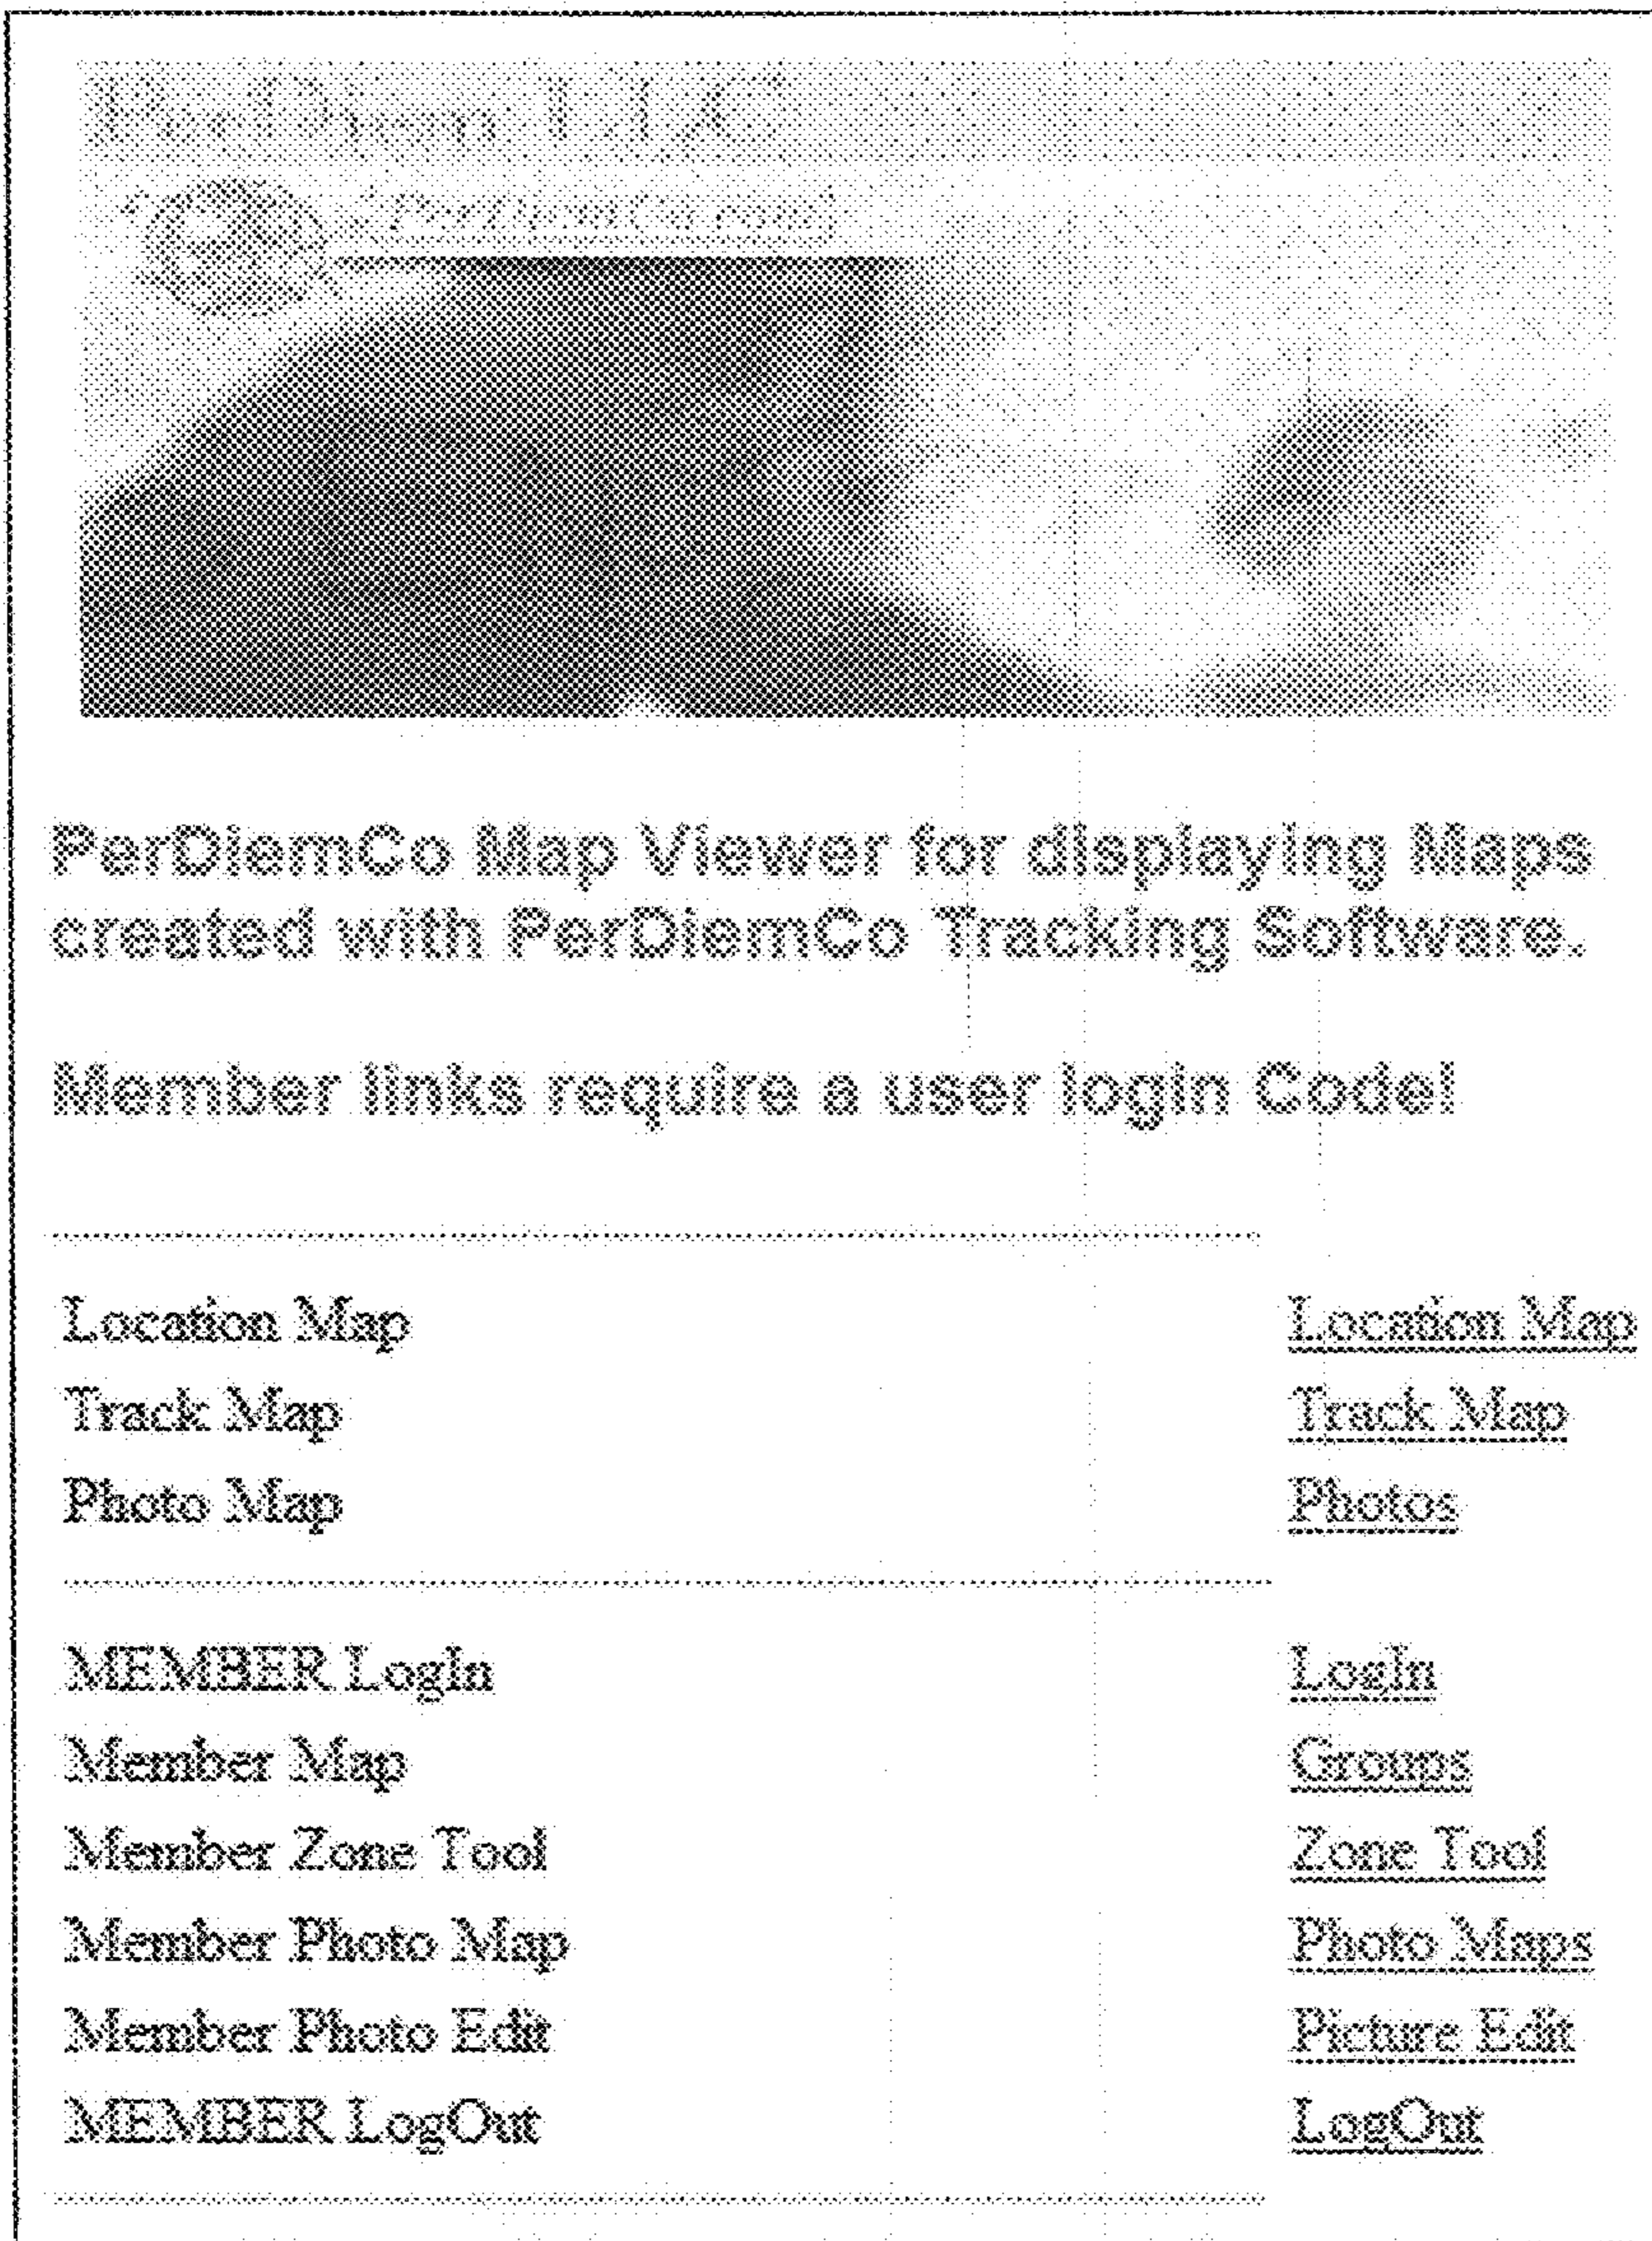 PerDiem LLC
PerDiemCo Map Viewer for displaying Maps
created with PerDiemCo Tracking Software.
Member links require a user login Code!
Location Map Location Map
Track Map Track Map
Photo Map Photos
MEMBER LogIn LogIn
Member Map Groups
Member Zone Tool Zone Tool
Member Photo Map Photo Maps
Member Photo Edit Picture Edit
MEMBER LogOut LogOut